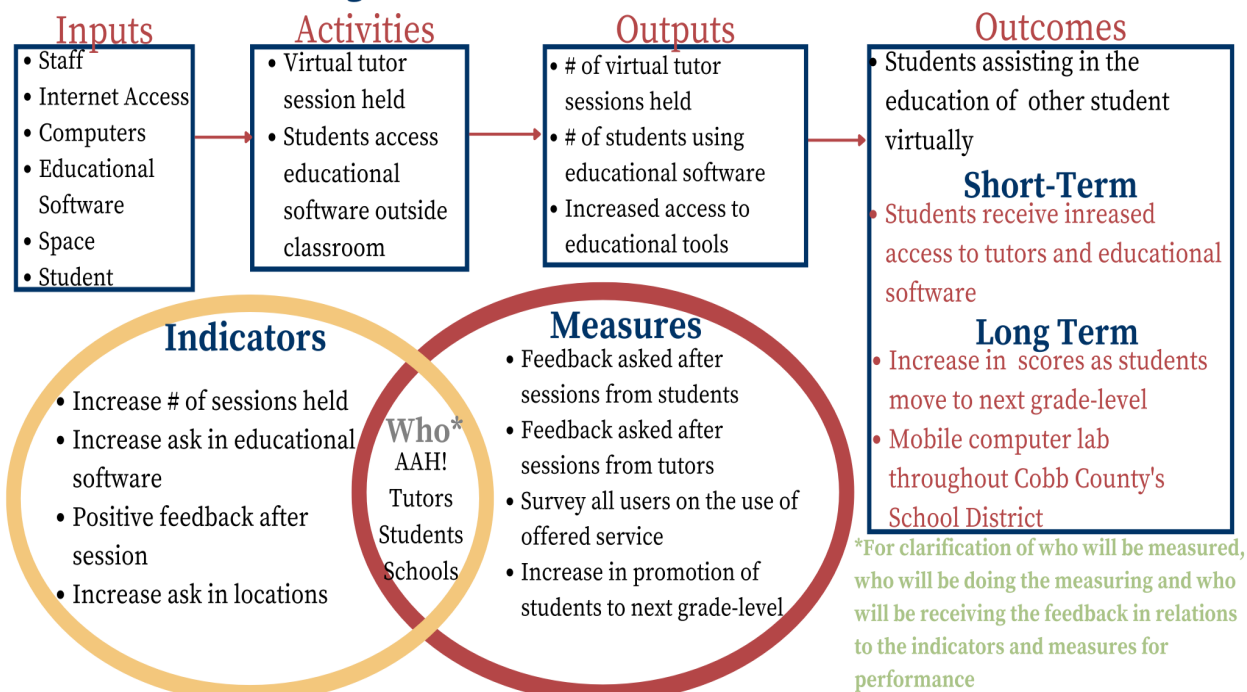 Inputs
• Staff
• Internet Access
• Computers
• Educational
Software
• Space
• Student
Activities
• Virtual tutor
session held
• Students access
educational
software outside
classroom
Outputs
• # of virtual tutor
sessions held
• # of students using
educational software
• Increased access to
educational tools
Outcomes
• Students assisting in the
education of other student
virtually
Short-Term
• Students receive inreased
access to tutors and educational
software
Long Term
• Increase in scores as students
move to next grade-level
• Mobile computer lab
throughout Cobb County's
School District
Indicators
• Increase # of sessions held
• Increase ask in educational
software
• Positive feedback after
session
• Increase ask in locations
Who*
AAH!
Tutors
Students
Schools
Measures
• Feedback asked after
sessions from students
• Feedback asked after
sessions from tutors
• Survey all users on the use of
offered service
• Increase in promotion of
students to next grade-level
*For clarification of who will be measured,
who will be doing the measuring and who
will be receiving the feedback in relations
to the indicators and measures for
performance